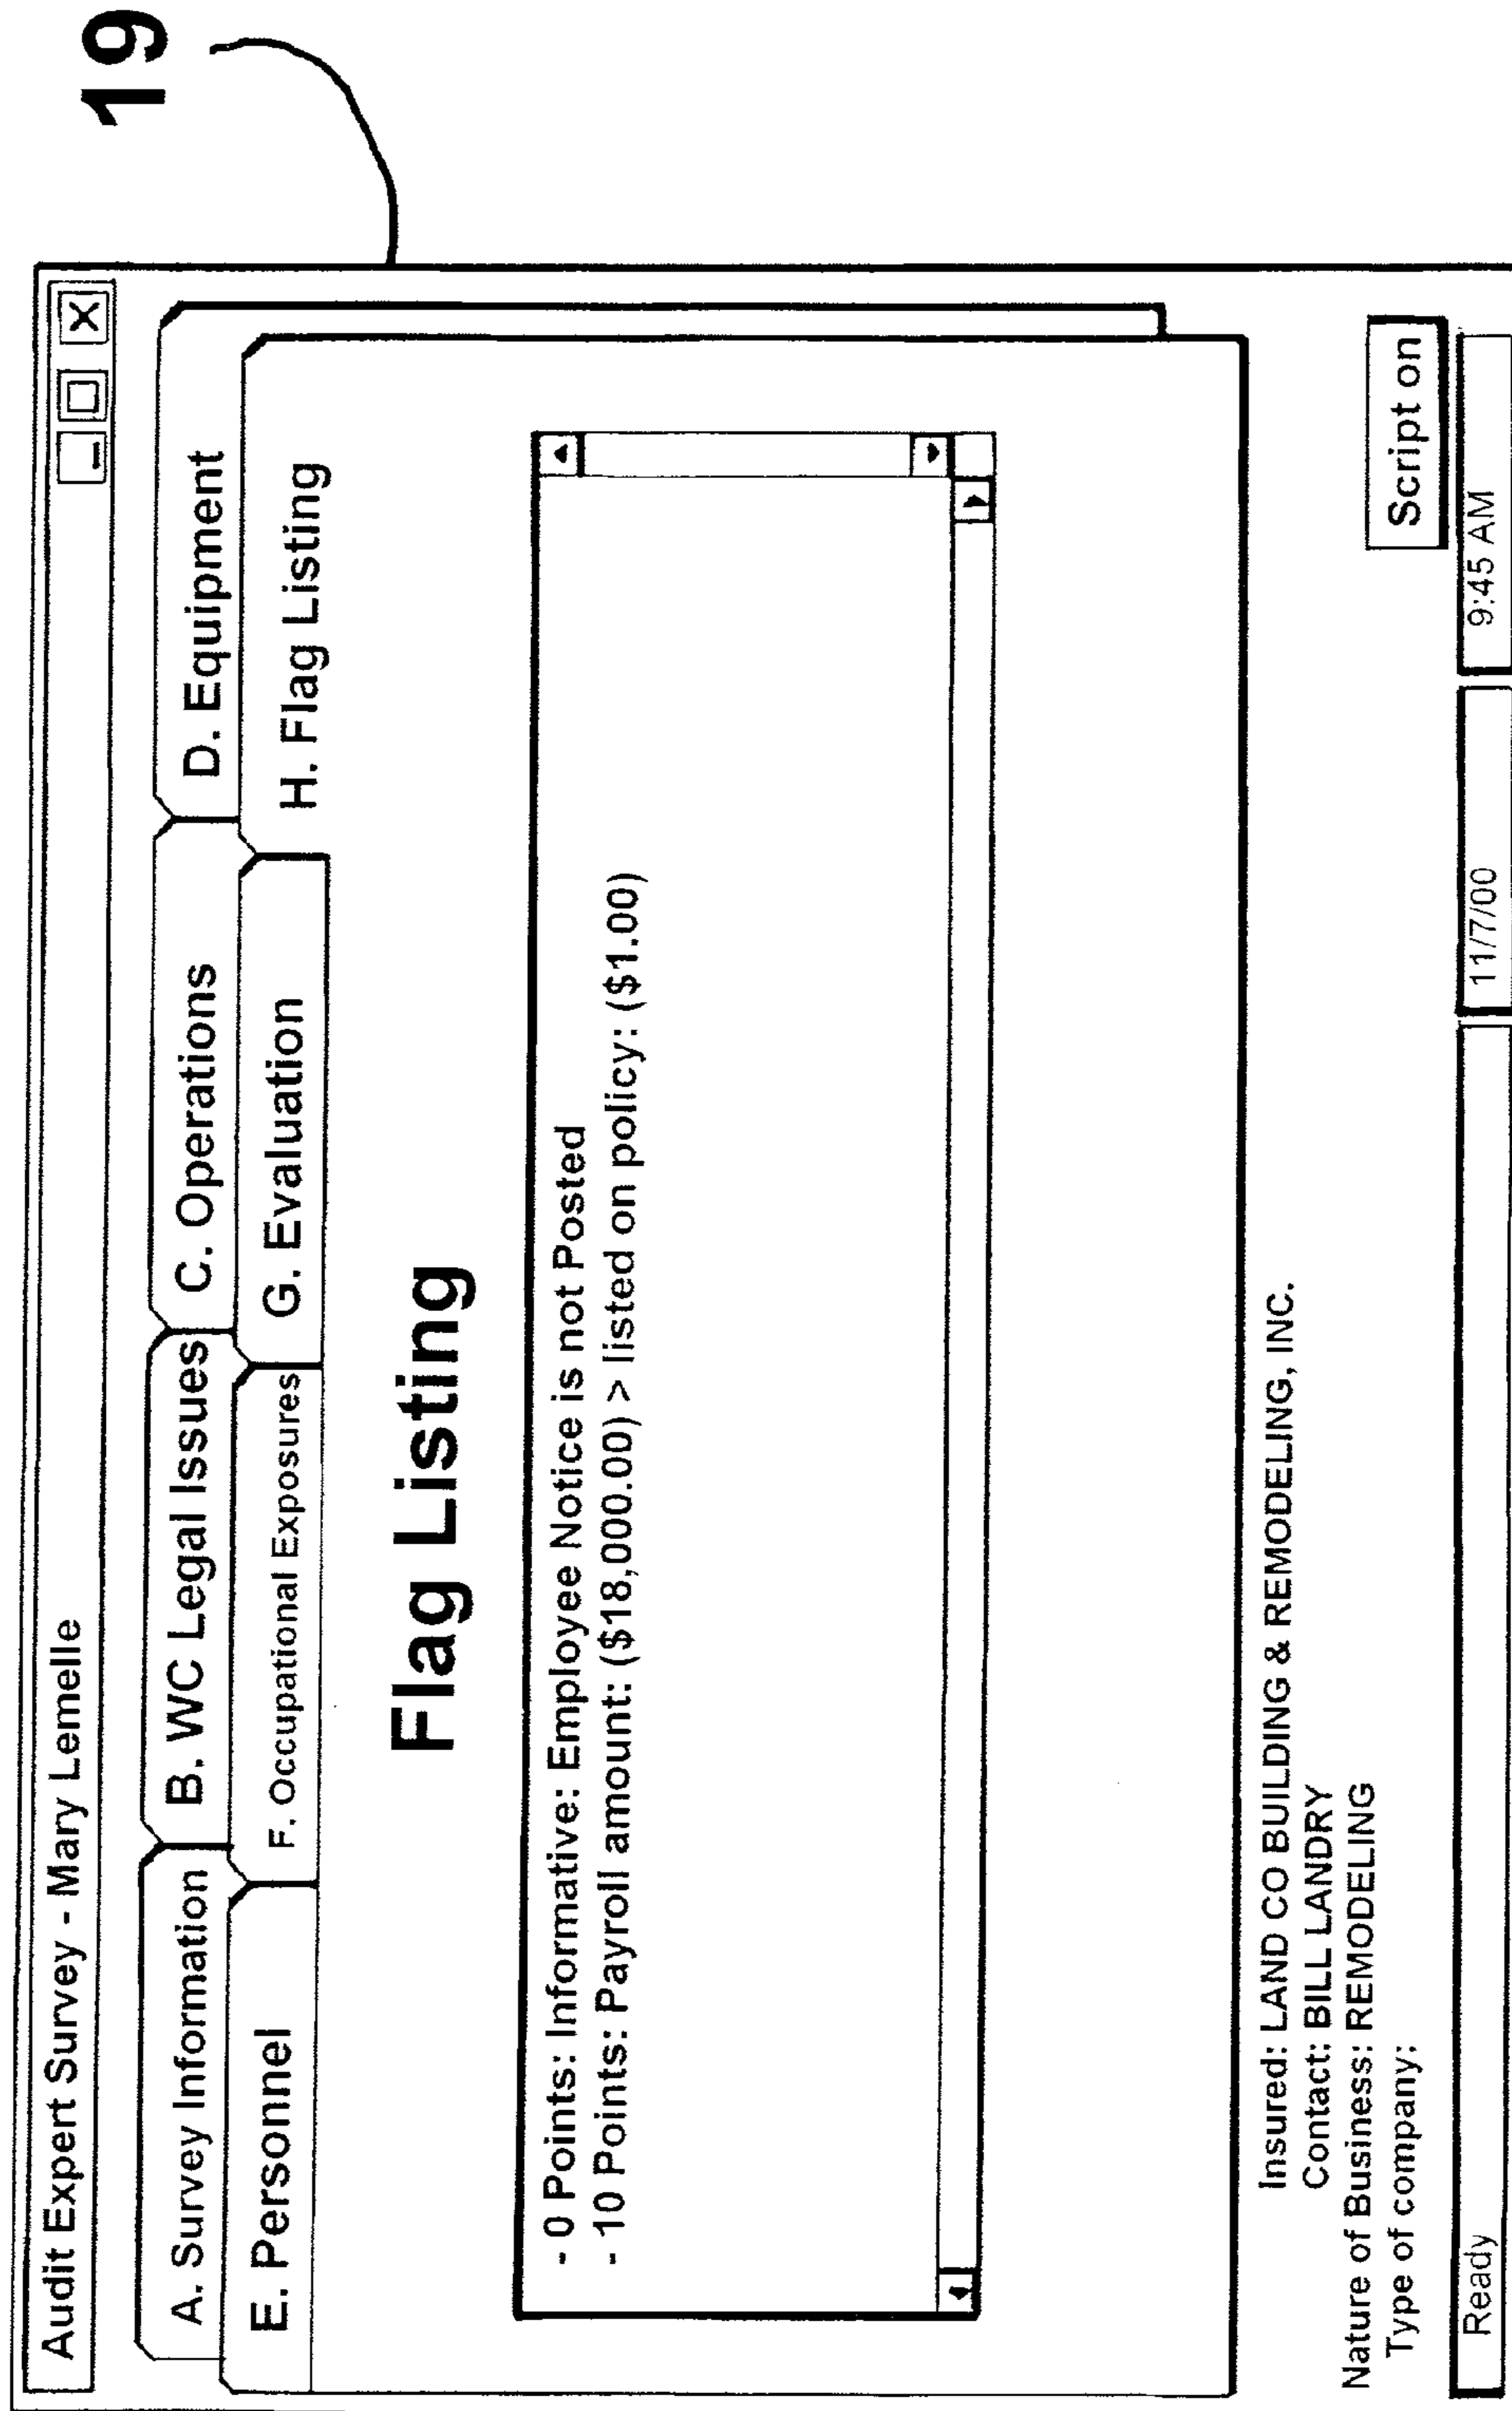 19
Audit Expert Survey - Mary Lemelle
A. Survey Information
B. WC Legal Issues
C. Operations
D. Equipment
E. Personnel
F. Occupational Exposures
G. Evaluation
H. Flag Listing
Flag Listing
- 0 Points: Informative: Employee Notice is not Posted
- 10 Points: Payroll amount: ($18,000.00) > listed on policy: ($1.00)
Insured: LAND CO BUILDING & REMODELING, INC.
Contact: BILL LANDRY
Nature of Business: REMODELING
Type of company:
Script on
Ready
11/7/00
9:45 AM